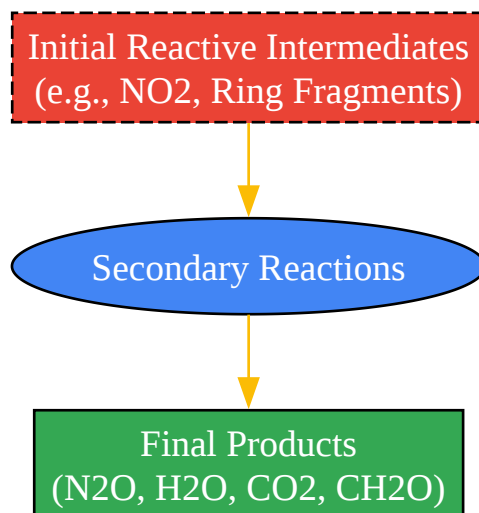 Initial Reactive Intermediates
(e.g., NO2, Ring Fragments)
Secondary Reactions
Final Products
(N2O, H2O, CO2, CH2O)